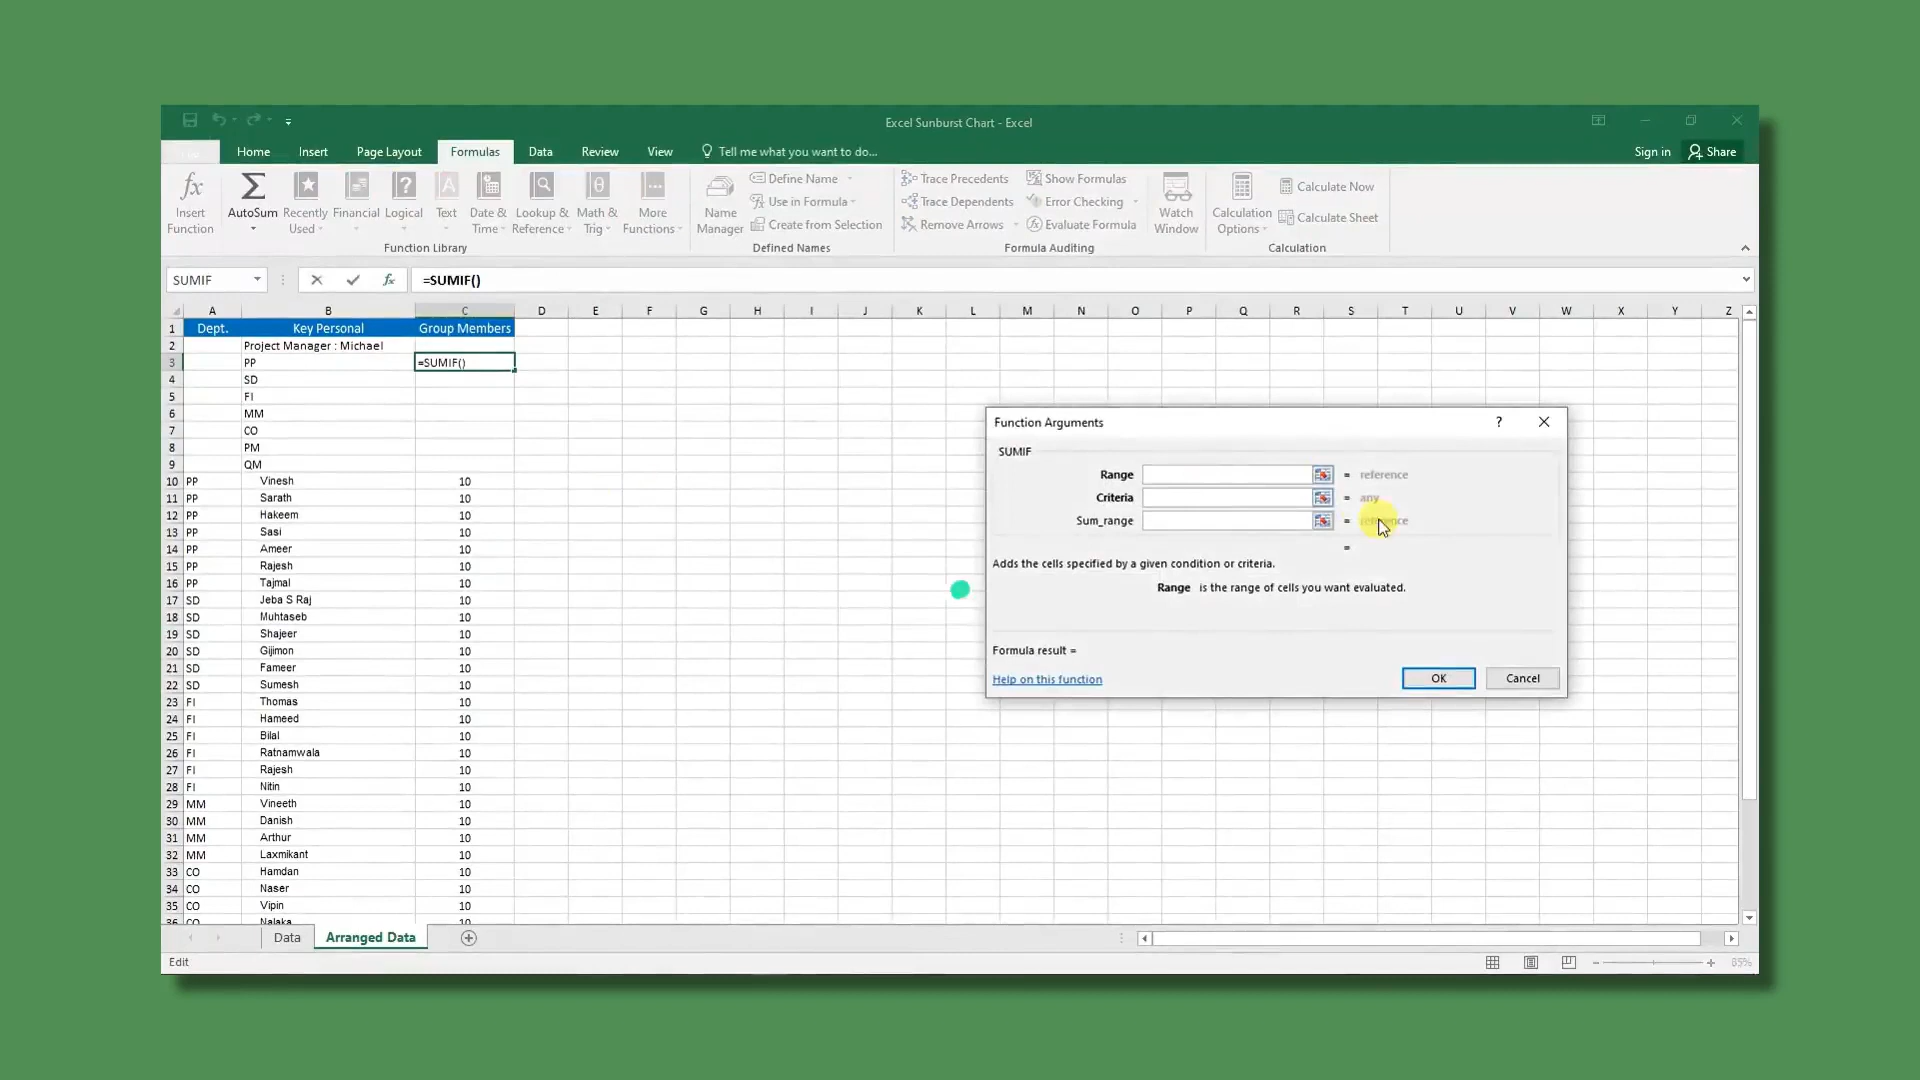 Excel Sunburst Chart - Excel
Home Insert Page Layout Formulas Data Review View Tell me what you want to do... Sign in Share
Insert Function AutoSum Recently Used Financial Logical Text Date & Time Lookup & Reference Math & Trig More Functions
Function Library
Name Manager Define Name Use in Formula Create from Selection
Defined Names
Trace Precedents Show Formulas
Trace Dependents Error Checking
Remove Arrows Evaluate Formula
Formula Auditing
Watch Window
Calculation Options Calculate Now Calculate Sheet
Calculation
SUMIF fx =SUMIF()
A B C D E F G H I J K L M N O P Q R S T U V W X Y Z
1 Dept. Key Personal Group Members
2 Project Manager : Michael
3 PP =SUMIF()
4 SD
5 FI
6 MM
7 CO
8 PM
9 QM
10 PP Vinesh 10
11 PP Sarath 10
12 PP Hakeem 10
13 PP Sasi 10
14 PP Ameer 10
15 PP Rajesh 10
16 PP Tajmal 10
17 SD Jeba S Raj 10
18 SD Muhtaseb 10
19 SD Shajeer 10
20 SD Gijimon 10
21 SD Fameer 10
22 SD Sumesh 10
23 FI Thomas 10
24 FI Hameed 10
25 FI Bilal 10
26 FI Ratnamwala 10
27 FI Rajesh 10
28 FI Nitin 10
29 MM Vineeth 10
30 MM Danish 10
31 MM Arthur 10
32 MM Laxmikant 10
33 CO Hamdan 10
34 CO Naser 10
35 CO Vipin 10
36 CO Nalaka 10
Function Arguments ?
SUMIF
Range = reference
Criteria = any
Sum_range = reference
=
Adds the cells specified by a given condition or criteria.
Range is the range of cells you want evaluated.
Formula result =
Help on this function OK Cancel
Data Arranged Data
Edit 85%